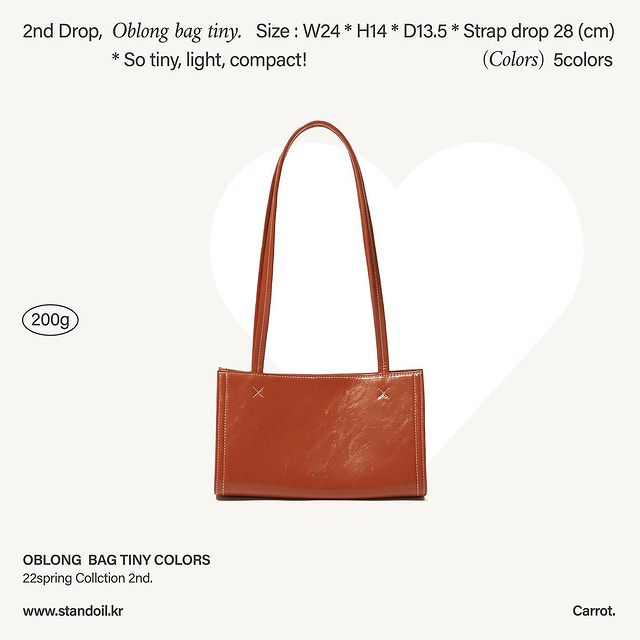 2nd Drop, Oblong bag tiny. Size : W24 * H14 * D13.5 * Strap drop 28 (cm)
* So tiny, light, compact! (Colors) 5colors
200g
OBLONG BAG TINY COLORS
22spring Collction 2nd.
www.standoil.kr Carrot.